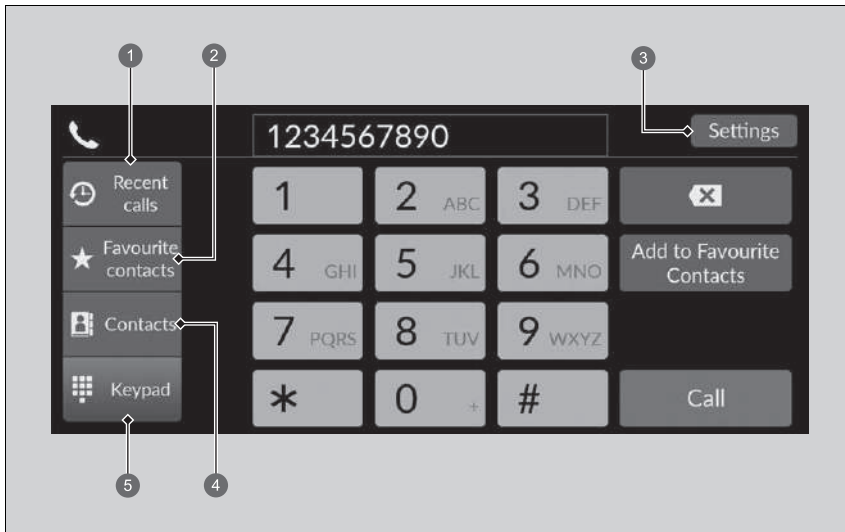 1
2
3
1234567890
Settings
Recent
calls
1
2 ABC
3 DEF
Favourite
contacts
4 GHI
5 JKL
6 MNO
Add to Favourite
Contacts
Contacts
7 PQRS
8 TUV
9 WXYZ
Keypad
*
0 +
#
Call
5
4